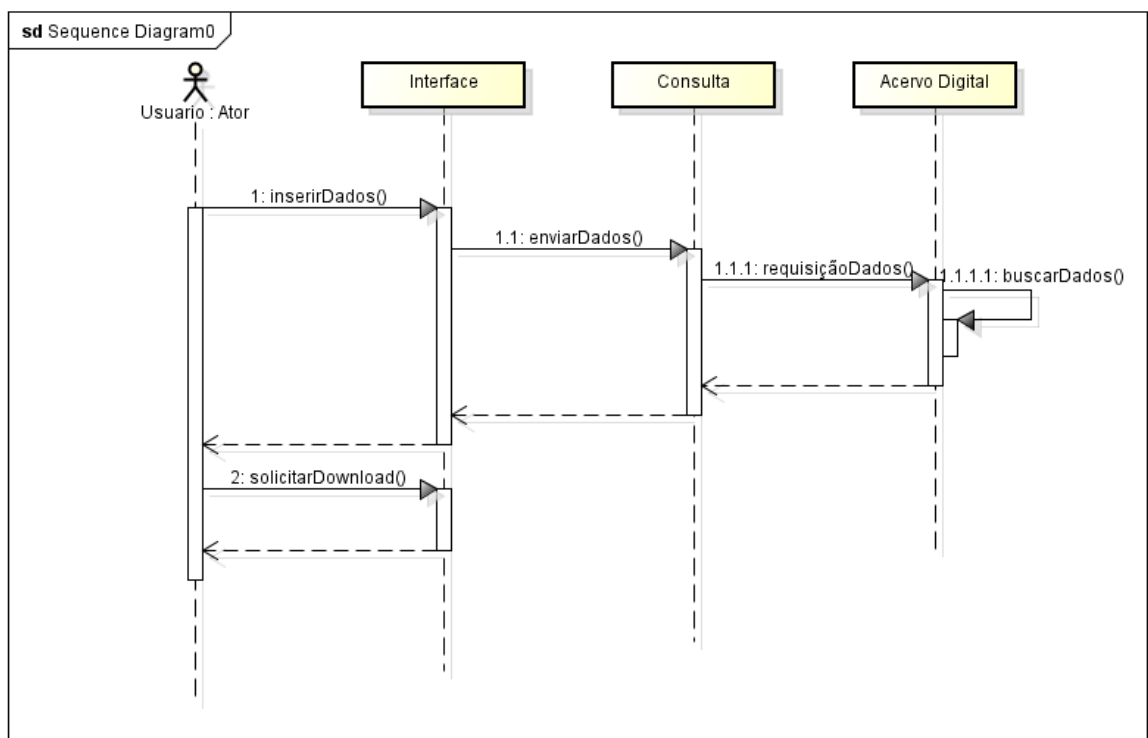 sd Sequence Diagram0
Usuario : Ator
Interface
Consulta
Acervo Digital
1: inserirDados()
1.1: enviarDados()
1.1.1: requisiçãoDados()
1.1.1.1: buscarDados()
2: solicitarDownload()